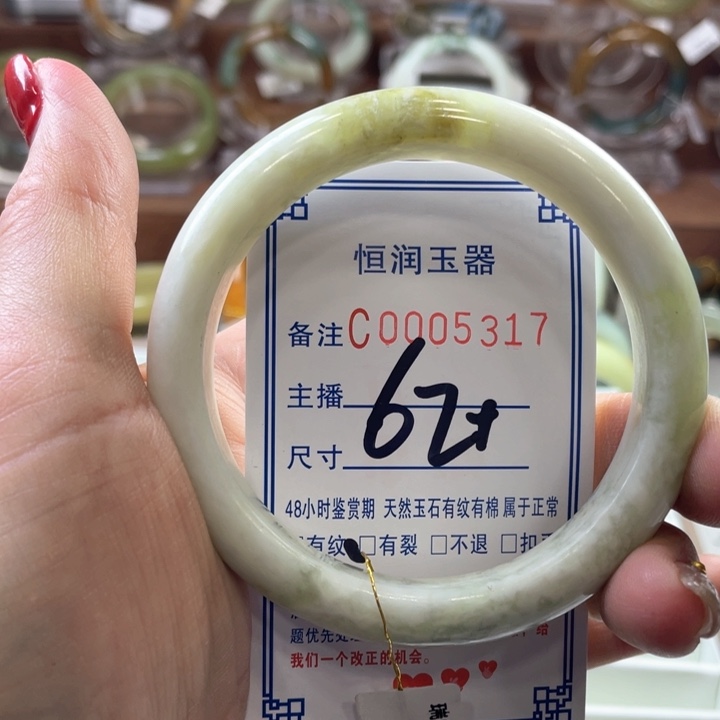 恒润玉器
备注C0005317
主播
62+
尺寸
48小时鉴赏期 天然玉石有纹有棉属于正常
有纹 □有裂 □不退 □扣
题优先处 给
我们一个改正的机会。